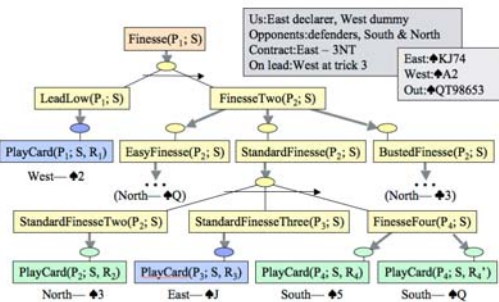 Us:East declarer, West dummy
Opponents:defenders, South & North
Contract:East – 3NT
On lead:West at trick 3
East:♠KJ74
West:♠A2
Out:♠QT98653
Finesse(P₁; S)
LeadLow(P₁; S)
FinesseTwo(P₂; S)
PlayCard(P₁; S, R₁)
EasyFinesse(P₂; S)
StandardFinesse(P₂; S)
BustedFinesse(P₂; S)
West— ♠2
(North— ♠Q)
(North— ♠3)
StandardFinesseTwo(P₂; S)
StandardFinesseThree(P₃; S)
FinesseFour(P₄; S)
PlayCard(P₂; S, R₂)
PlayCard(P₃; S, R₃)
PlayCard(P₄; S, R₄)
PlayCard(P₄; S, R₄')
North— ♠3
East— ♠J
South— ♠5
South— ♠Q